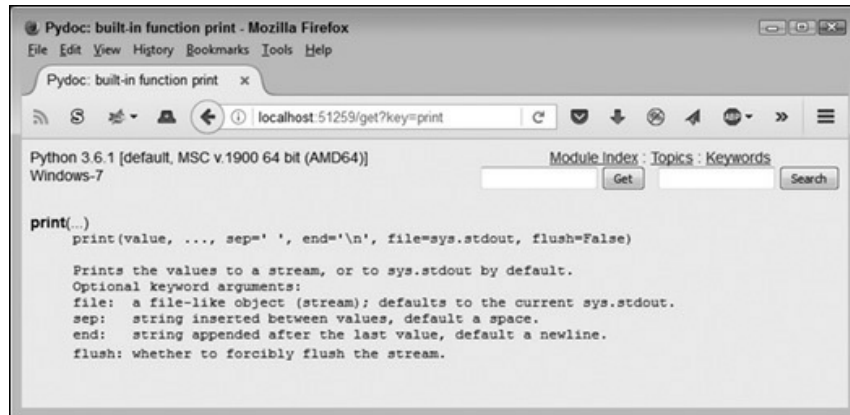 Pydoc: built-in function print - Mozilla Firefox
File Edit View History Bookmarks Tools Help
Pydoc: built-in function print ×
localhost:51259/get?key=print
Python 3.6.1 [default, MSC v.1900 64 bit (AMD64)]
Windows-7
Module Index : Topics : Keywords
Get Search
print(...)
print(value, ..., sep=' ', end='\n', file=sys.stdout, flush=False)
Prints the values to a stream, or to sys.stdout by default.
Optional keyword arguments:
file: a file-like object (stream); defaults to the current sys.stdout.
sep: string inserted between values, default a space.
end: string appended after the last value, default a newline.
flush: whether to forcibly flush the stream.